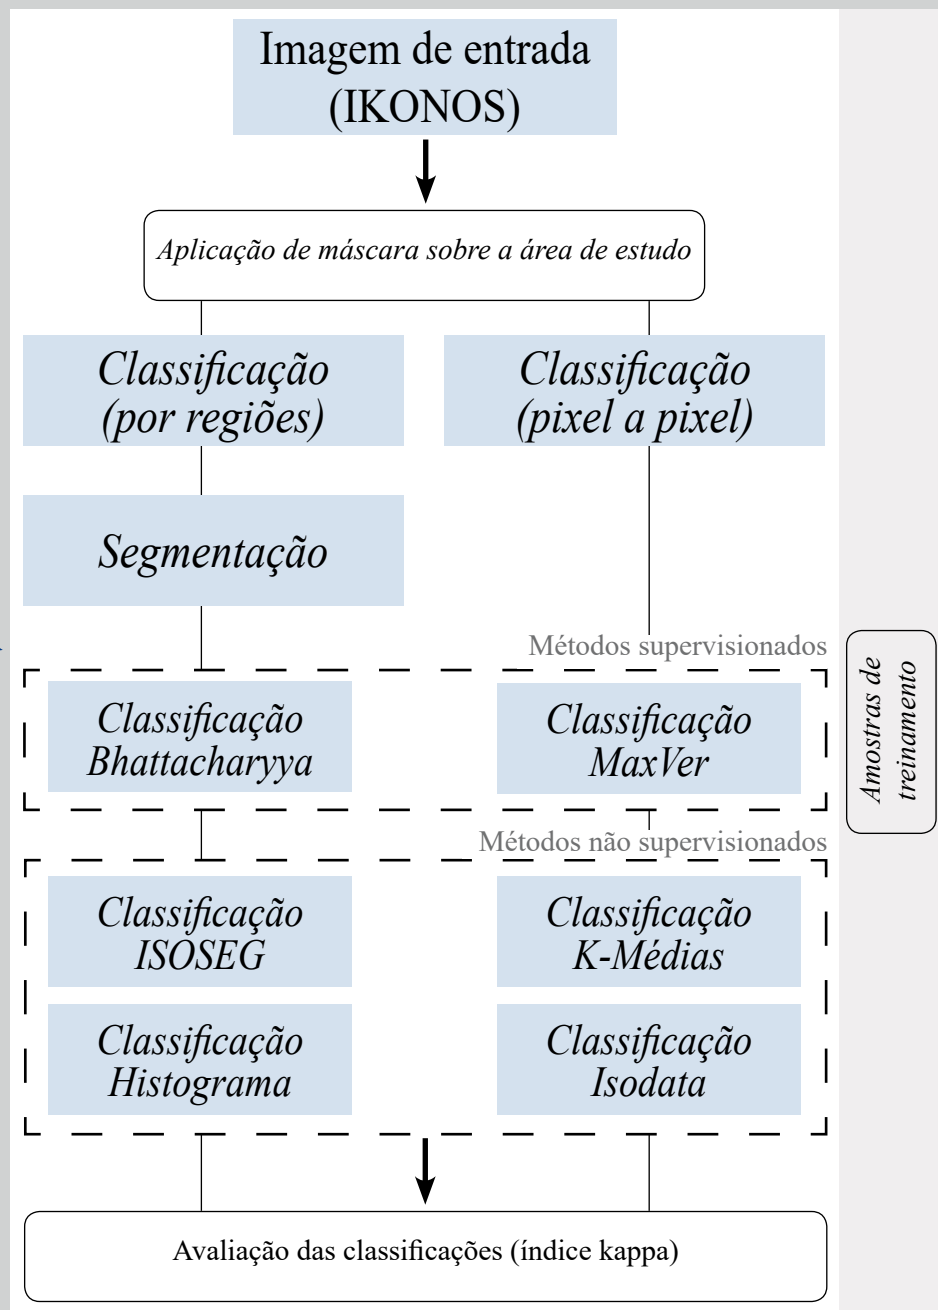 Imagem de entrada
(IKONOS)
Aplicação de máscara sobre a área de estudo
Classificação
(por regiões)
Classificação
(pixel a pixel)
Segmentação
Métodos supervisionados
Classificação
Bhattacharyya
Classificação
MaxVer
Métodos não supervisionados
Classificação
ISOSEG
Classificação
K-Médias
Classificação
Histograma
Classificação
Isodata
Avaliação das classificações (índice kappa)
Amostras de
treinamento